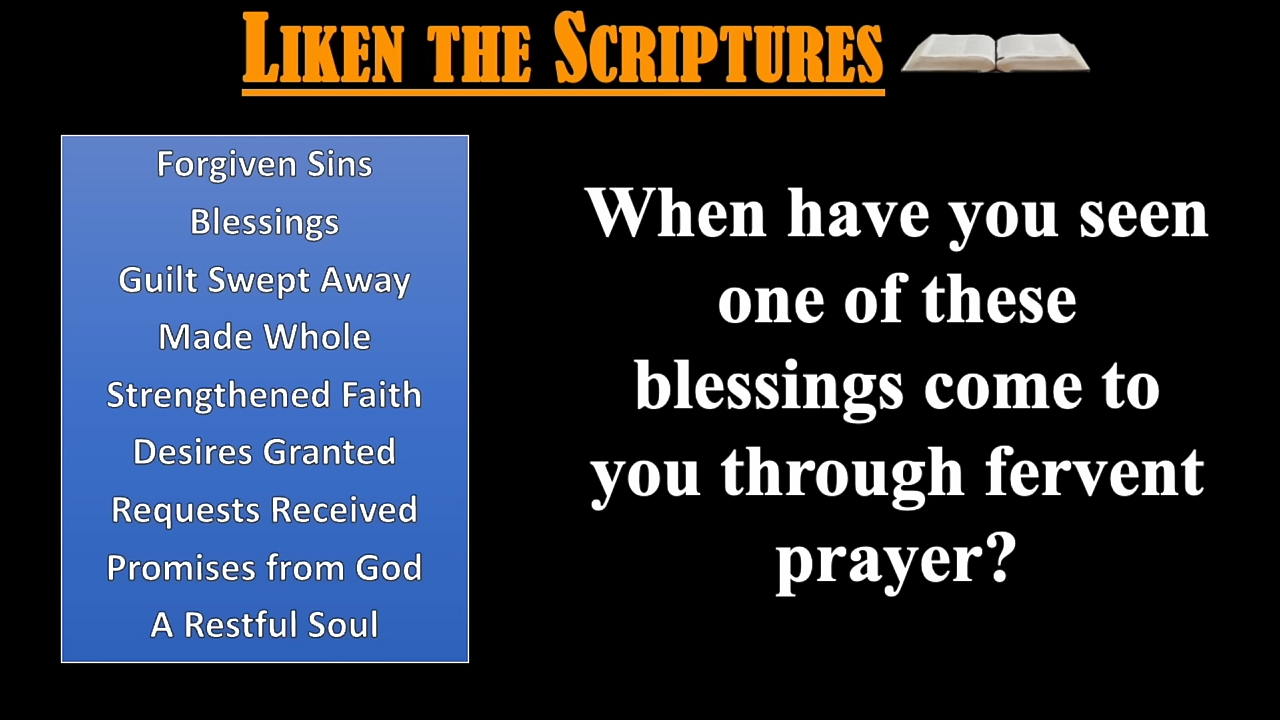 LIKEN THE SCRIPTURES
Forgiven Sins
Blessings
Guilt Swept Away
Made Whole
Strengthened Faith
Desires Granted
Requests Received
Promises from God
A Restful Soul
When have you seen
one of these
blessings come to
you through fervent
prayer?